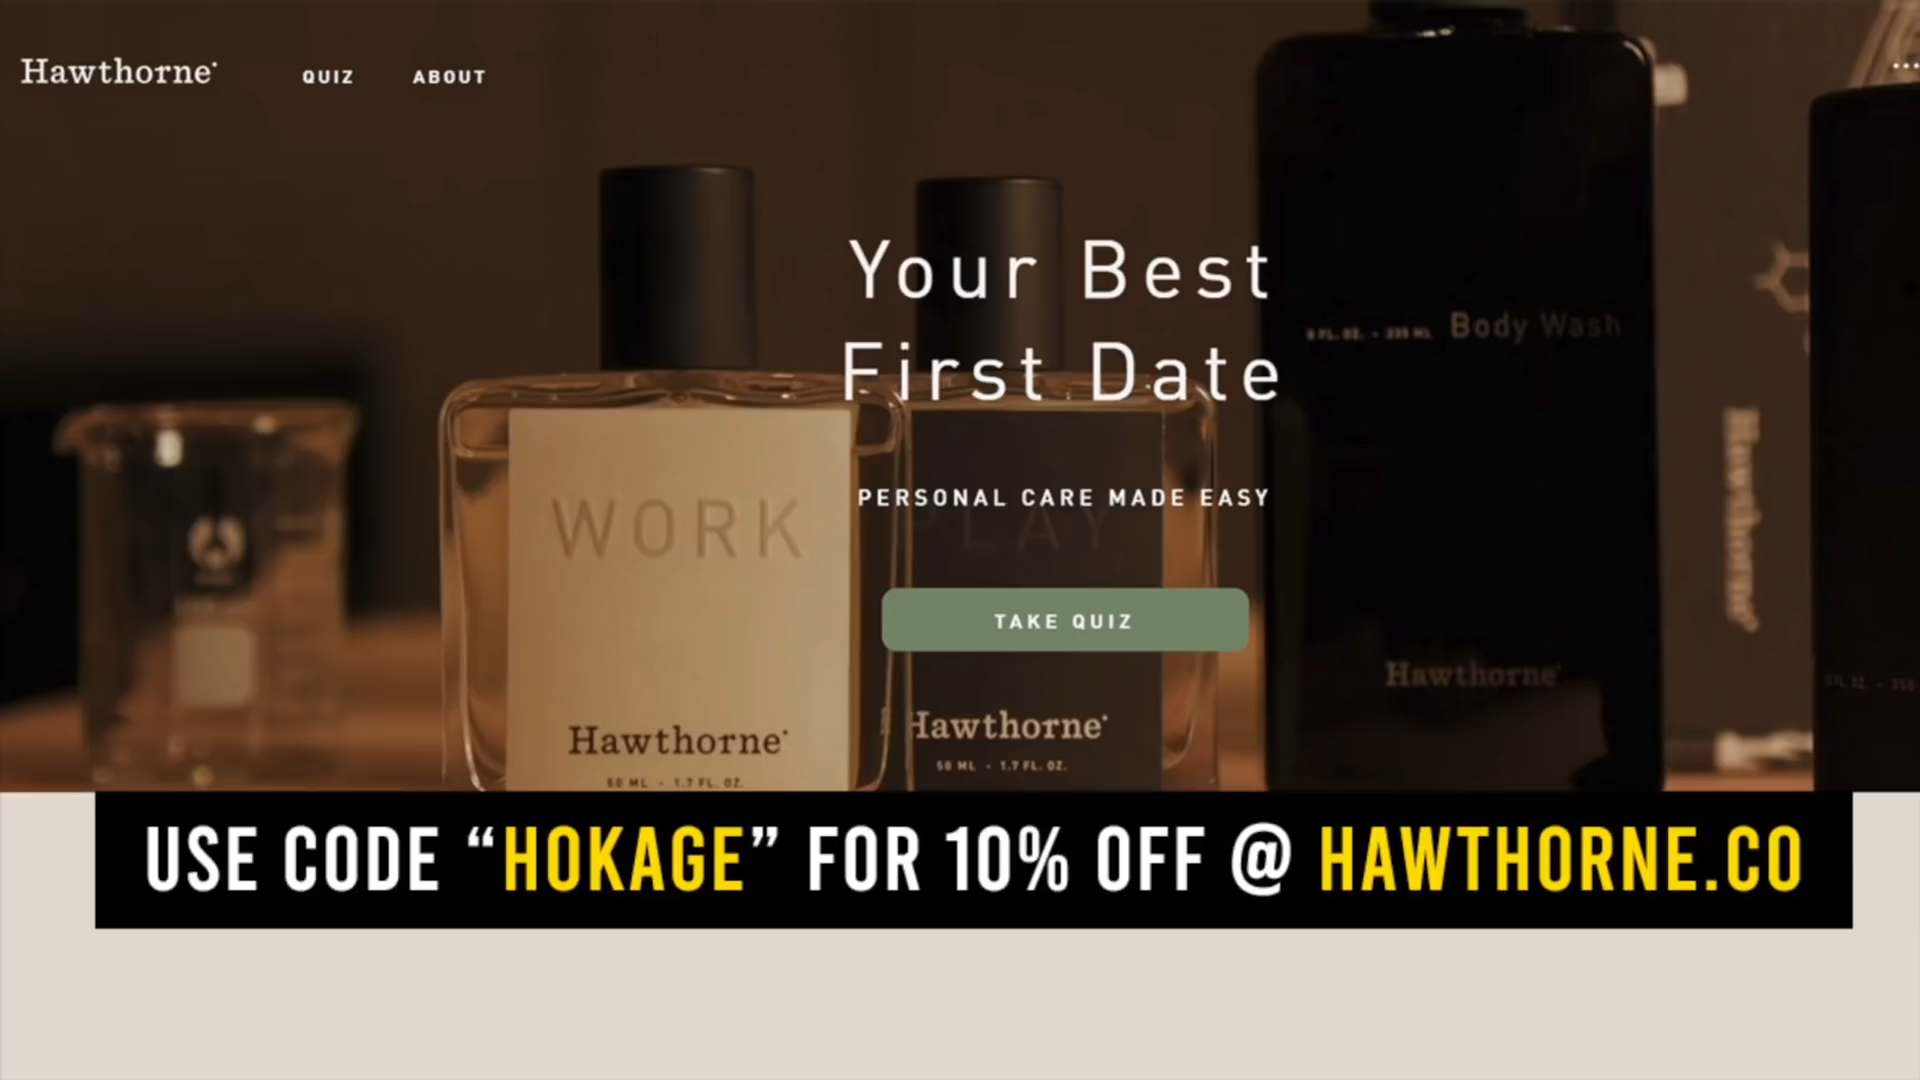 Hawthorne
QUIZ
ABOUT
Your Best
First Date
PERSONAL CARE MADE EASY
TAKE QUIZ
WORK
PLAY
Hawthorne
50 ML - 1.7 FL. OZ.
Hawthorne
50 ML - 1.7 FL. OZ.
Body Wash
Hawthorne
Hawthorne
USE CODE “HOKAGE” FOR 10% OFF @ HAWTHORNE.CO